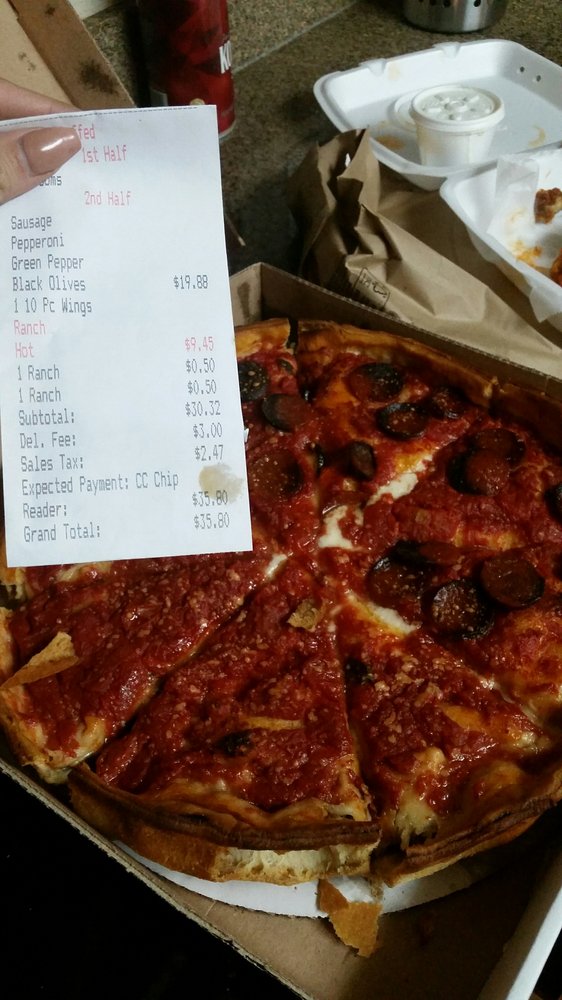 1st Half
2nd Half
Sausage
Pepperoni
Green Pepper
Black Olives $19.88
1 10 Pc Wings
Ranch
Hot $9.45
1 Ranch $0.50
1 Ranch $0.50
Subtotal: $30.32
Del. Fee: $3.00
Sales Tax: $2.47
Expected Payment: CC Chip
Reader: $35.80
Grand Total: $35.80